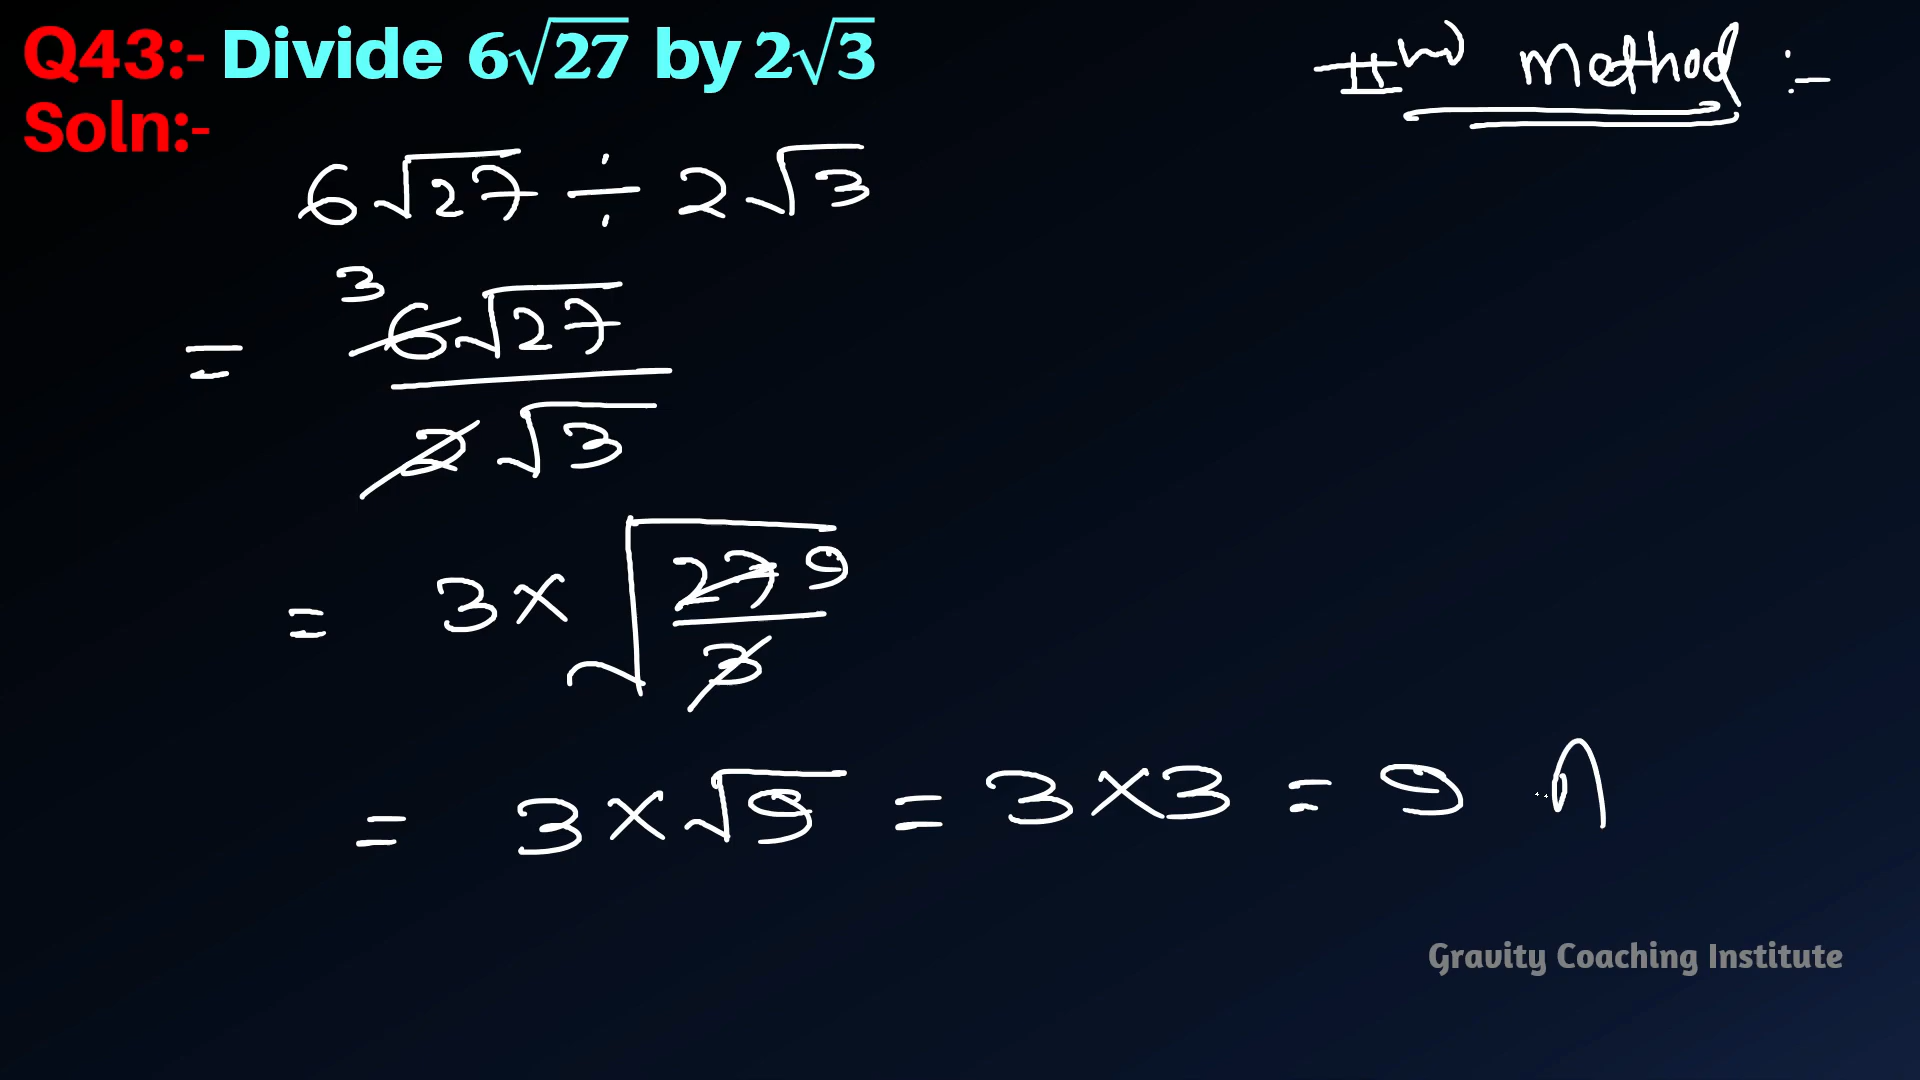 Q43:- Divide 6√27 by 2√3
IInd Method :-
Soln:-
6√27 ÷ 2√3
= 3 6√27 / 2√3
= 3 × √(27 9 / 3)
= 3 × √9 = 3 × 3 = 9
Gravity Coaching Institute